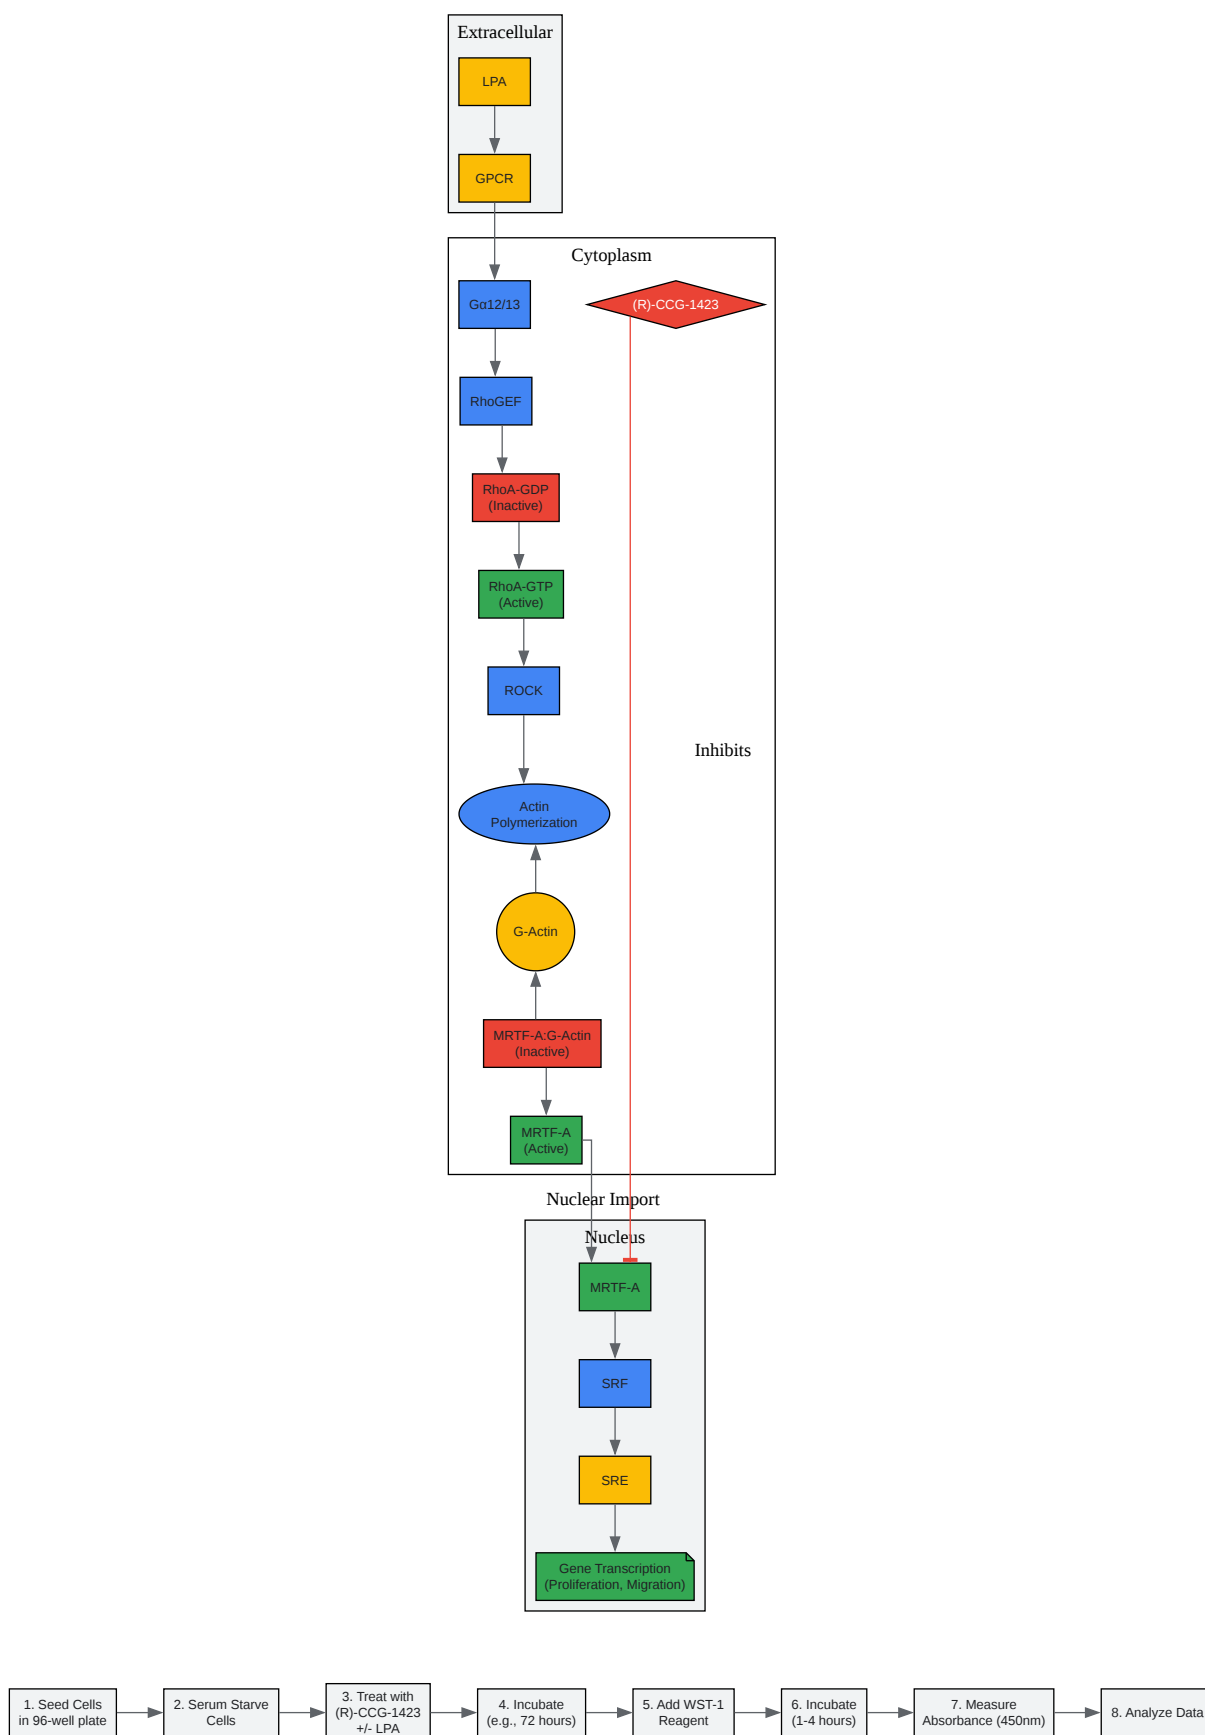 Extracellular
LPA
GPCR
Cytoplasm
Gα12/13
(R)-CCG-1423
RhoGEF
RhoA-GDP
(Inactive)
RhoA-GTP
(Active)
ROCK
Inhibits
Actin
Polymerization
G-Actin
MRTF-A:G-Actin
(Inactive)
MRTF-A
(Active)
Nuclear Import
Nucleus
MRTF-A
SRF
SRE
Gene Transcription
(Proliferation, Migration)
1. Seed Cells
in 96-well plate
2. Serum Starve
Cells
3. Treat with
(R)-CCG-1423
+/- LPA
4. Incubate
(e.g., 72 hours)
5. Add WST-1
Reagent
6. Incubate
(1-4 hours)
7. Measure
Absorbance (450nm)
8. Analyze Data